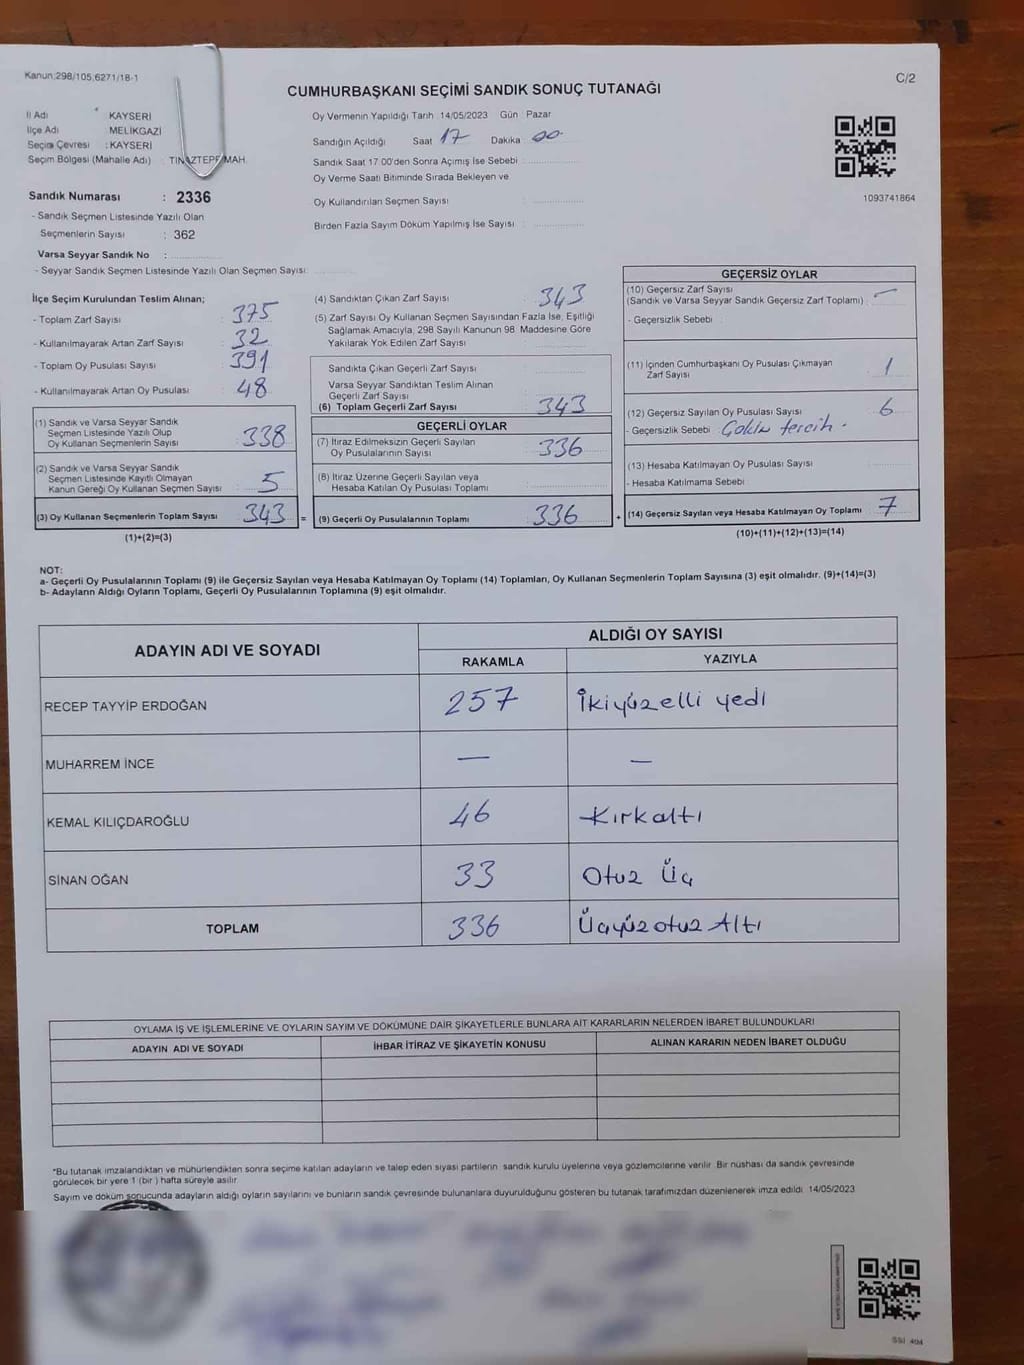 Kanun:298/105,6271/18-1
C/2
CUMHURBAŞKANI SEÇİMİ SANDIK SONUÇ TUTANAĞI
İl Adı KAYSERİ
İlçe Adı MELİKGAZİ
Seçim Çevresi : KAYSERİ
Seçim Bölgesi (Mahalle Adı) : TINAZTEPE MAH.
Sandık Numarası : 2336
- Sandık Seçmen Listesinde Yazılı Olan
Seçmenlerin Sayısı : 362
Varsa Seyyar Sandık No :
- Seyyar Sandık Seçmen Listesinde Yazılı Olan Seçmen Sayısı:
Oy Vermenin Yapıldığı Tarih 14/05/2023 Gün : Pazar
Sandığın Açıldığı Saat 17 Dakika 00
Sandık Saat 17:00'den Sonra Açımış İse Sebebi :
Oy Verme Saati Bitiminde Sırada Bekleyen ve
Oy Kullandırılan Seçmen Sayısı :
Birden Fazla Sayım Döküm Yapılmış İse Sayısı :
1093741864
İlçe Seçim Kurulundan Teslim Alınan;
- Toplam Zarf Sayısı : 375
- Kullanılmayarak Artan Zarf Sayısı : 32
- Toplam Oy Pusulası Sayısı : 391
- Kullanılmayarak Artan Oy Pusulası : 48
(1) Sandık ve Varsa Seyyar Sandık
Seçmen Listesinde Yazılı Olup
Oy Kullanan Seçmenlerin Sayısı : 338
(2) Sandık ve Varsa Seyyar Sandık
Seçmen Listesinde Kayıtlı Olmayan
Kanun Gereği Oy Kullanan Seçmen Sayısı : 5
(3) Oy Kullanan Seçmenlerin Toplam Sayısı : 343 =
(1)+(2)=(3)
(4) Sandıktan Çıkan Zarf Sayısı : 343
(5) Zarf Sayısı Oy Kullanan Seçmen Sayısından Fazla İse, Eşitliği
Sağlamak Amacıyla, 298 Sayılı Kanunun 98. Maddesine Göre
Yakılarak Yok Edilen Zarf Sayısı :
Sandıkta Çıkan Geçerli Zarf Sayısı :
Varsa Seyyar Sandıktan Teslim Alınan
Geçerli Zarf Sayısı :
(6) Toplam Geçerli Zarf Sayısı : 343
GEÇERLİ OYLAR
(7) İtiraz Edilmeksizin Geçerli Sayılan
Oy Pusulalarının Sayısı : 336
(8) İtiraz Üzerine Geçerli Sayılan veya
Hesaba Katılan Oy Pusulası Toplamı :
(9) Geçerli Oy Pusulalarının Toplamı : 336 +
GEÇERSİZ OYLAR
(10) Geçersiz Zarf Sayısı : —
(Sandık ve Varsa Seyyar Sandık Geçersiz Zarf Toplamı)
- Geçersizlik Sebebi :
(11) İçinden Cumhurbaşkanı Oy Pusulası Çıkmayan
Zarf Sayısı : 1
(12) Geçersiz Sayılan Oy Pusulası Sayısı : 6
- Geçersizlik Sebebi : Çoklu tercih.
(13) Hesaba Katılmayan Oy Pusulası Sayısı :
- Hesaba Katılmama Sebebi :
(14) Geçersiz Sayılan veya Hesaba Katılmayan Oy Toplamı : 7
(10)+(11)+(12)+(13)=(14)
NOT:
a- Geçerli Oy Pusulalarının Toplamı (9) ile Geçersiz Sayılan veya Hesaba Katılmayan Oy Toplamı (14) Toplamları, Oy Kullanan Seçmenlerin Toplam Sayısına (3) eşit olmalıdır. (9)+(14)=(3)
b- Adayların Aldığı Oyların Toplamı, Geçerli Oy Pusulalarının Toplamına (9) eşit olmalıdır.
ADAYIN ADI VE SOYADI
ALDIĞI OY SAYISI
RAKAMLA YAZIYLA
RECEP TAYYİP ERDOĞAN 257 İkiyüzelli yedi
MUHARREM İNCE — —
KEMAL KILIÇDAROĞLU 46 Kırkaltı
SİNAN OĞAN 33 Otuz Üç
TOPLAM 336 Üçyüzotuz Altı
OYLAMA İŞ VE İŞLEMLERİNE VE OYLARIN SAYIM VE DÖKÜMÜNE DAİR ŞİKAYETLERLE BUNLARA AİT KARARLARIN NELERDEN İBARET BULUNDUKLARI
ADAYIN ADI VE SOYADI İHBAR İTİRAZ VE ŞİKAYETİN KONUSU ALINAN KARARIN NEDEN İBARET OLDUĞU
*Bu tutanak imzalandıktan ve mühürlendikten sonra seçime katılan adayların ve talep eden siyasi partilerin sandık kurulu üyelerine veya gözlemcilerine verilir. Bir nüshası da sandık çevresinde
görülecek bir yere 1 (bir) hafta süreyle asılır.
Sayım ve döküm sonucunda adayların aldığı oyların sayılarını ve bunların sandık çevresinde bulunanlara duyurulduğunu gösteren bu tutanak tarafımızdan düzenlenerek imza edildi. 14/05/2023